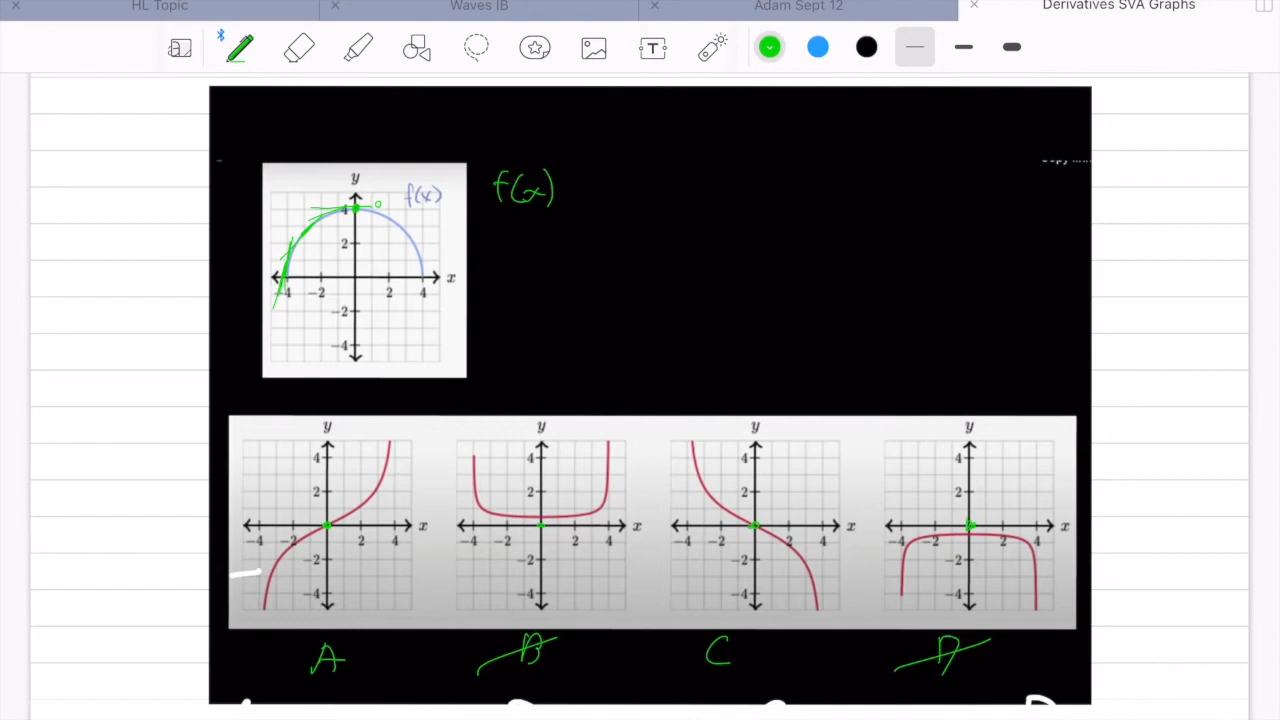 HL Topic
Waves IB
Adam Sept 12
Derivatives SVA Graphs
T
y
f(x)
f(x)
4
0
2
x
-4 -2 2 4
-2
-4
y y y y
4 4 4 4
2 2 2 2
x x x x
-4 -2 2 4 -4 -2 2 4 -4 -2 2 4 -4 -2 2 4
-2 -2 -2 -2
-4 -4 -4 -4
A B C D